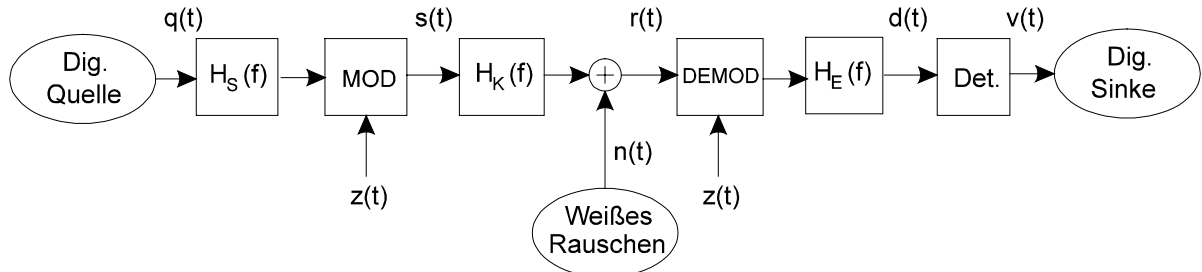 q(t)
s(t)
r(t)
d(t)
v(t)
Dig.
Quelle
H_S(f)
MOD
H_K(f)
+
DEMOD
H_E(f)
Det.
Dig.
Sinke
z(t)
n(t)
z(t)
Weißes
Rauschen